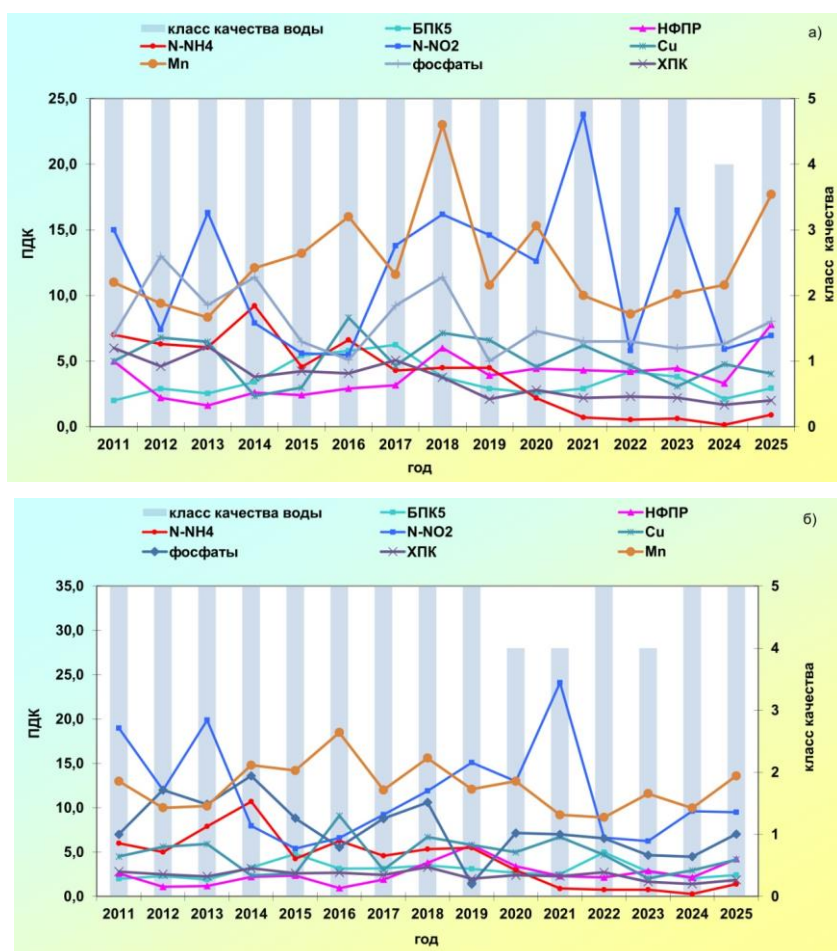 класс качества воды БПК5 НФПР а)
N-NH4 N-NO2 Cu
Mn фосфаты ХПК
25,0 5
20,0 4
15,0 3
10,0 2
5,0 1
0,0 0
ПДК
класс качества
2011 2012 2013 2014 2015 2016 2017 2018 2019 2020 2021 2022 2023 2024 2025
год
класс качества воды БПК5 НФПР б)
N-NH4 N-NO2 Cu
фосфаты ХПК Mn
35,0 5
30,0
4
25,0
20,0 3
15,0
2
10,0
1
5,0
0,0 0
ПДК
класс качества
2011 2012 2013 2014 2015 2016 2017 2018 2019 2020 2021 2022 2023 2024 2025
год